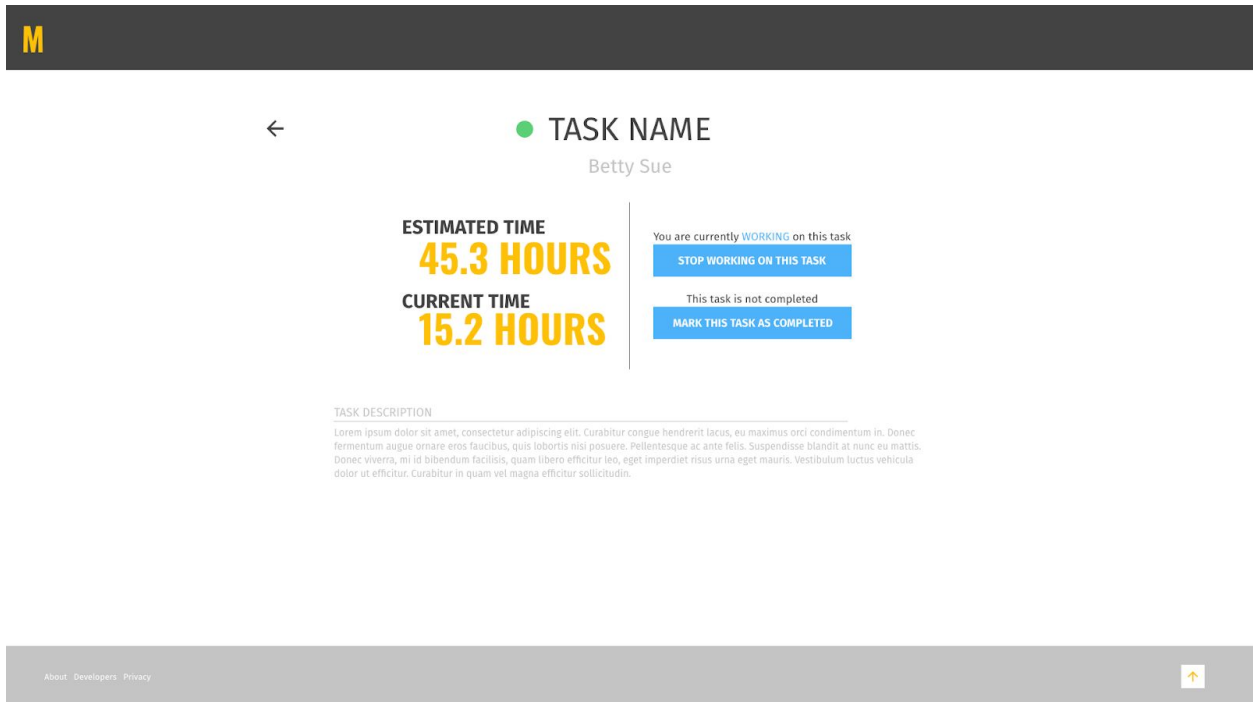 M
TASK NAME
Betty Sue
ESTIMATED TIME
45.3 HOURS
CURRENT TIME
15.2 HOURS
You are currently WORKING on this task
STOP WORKING ON THIS TASK
This task is not completed
MARK THIS TASK AS COMPLETED
TASK DESCRIPTION
Lorem ipsum dolor sit amet, consectetur adipiscing elit. Curabitur congue hendrerit lacus, eu maximus orci condimentum in. Donec
fermentum augue ornare eros faucibus, quis lobortis nisi posuere. Pellentesque ac ante felis. Suspendisse blandit at nunc eu mattis.
Donec viverra, mi id bibendum facilisis, quam libero efficitur leo, eget imperdiet risus urna eget mauris. Vestibulum luctus vehicula
dolor ut efficitur. Curabitur in quam vel magna efficitur sollicitudin.
About Developers Privacy